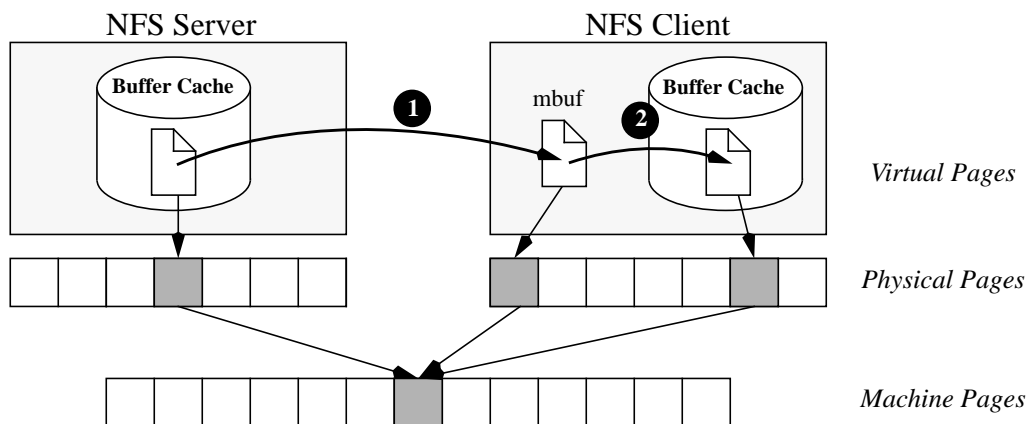 NFS Server
NFS Client
Buffer Cache
1
mbuf
2
Buffer Cache
Virtual Pages
Physical Pages
Machine Pages